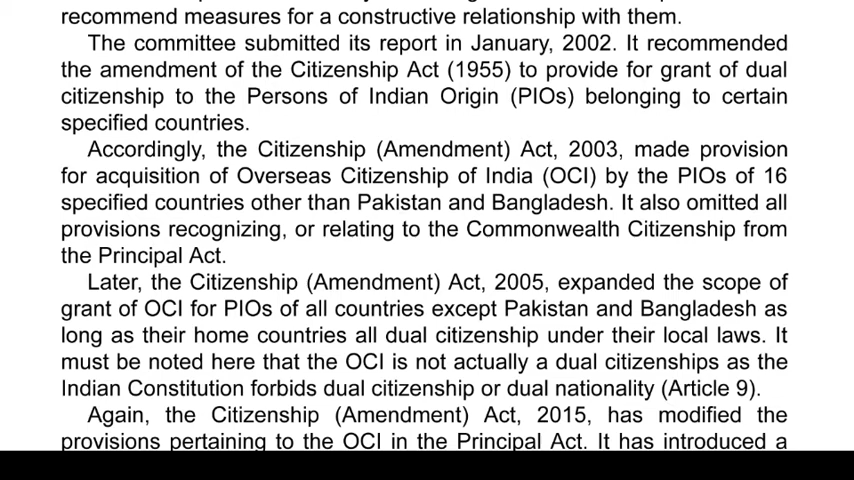 recommend measures for a constructive relationship with them.
The committee submitted its report in January, 2002. It recommended
the amendment of the Citizenship Act (1955) to provide for grant of dual
citizenship to the Persons of Indian Origin (PIOs) belonging to certain
specified countries.
Accordingly, the Citizenship (Amendment) Act, 2003, made provision
for acquisition of Overseas Citizenship of India (OCI) by the PIOs of 16
specified countries other than Pakistan and Bangladesh. It also omitted all
provisions recognizing, or relating to the Commonwealth Citizenship from
the Principal Act.
Later, the Citizenship (Amendment) Act, 2005, expanded the scope of
grant of OCI for PIOs of all countries except Pakistan and Bangladesh as
long as their home countries all dual citizenship under their local laws. It
must be noted here that the OCI is not actually a dual citizenships as the
Indian Constitution forbids dual citizenship or dual nationality (Article 9).
Again, the Citizenship (Amendment) Act, 2015, has modified the
provisions pertaining to the OCI in the Principal Act. It has introduced a